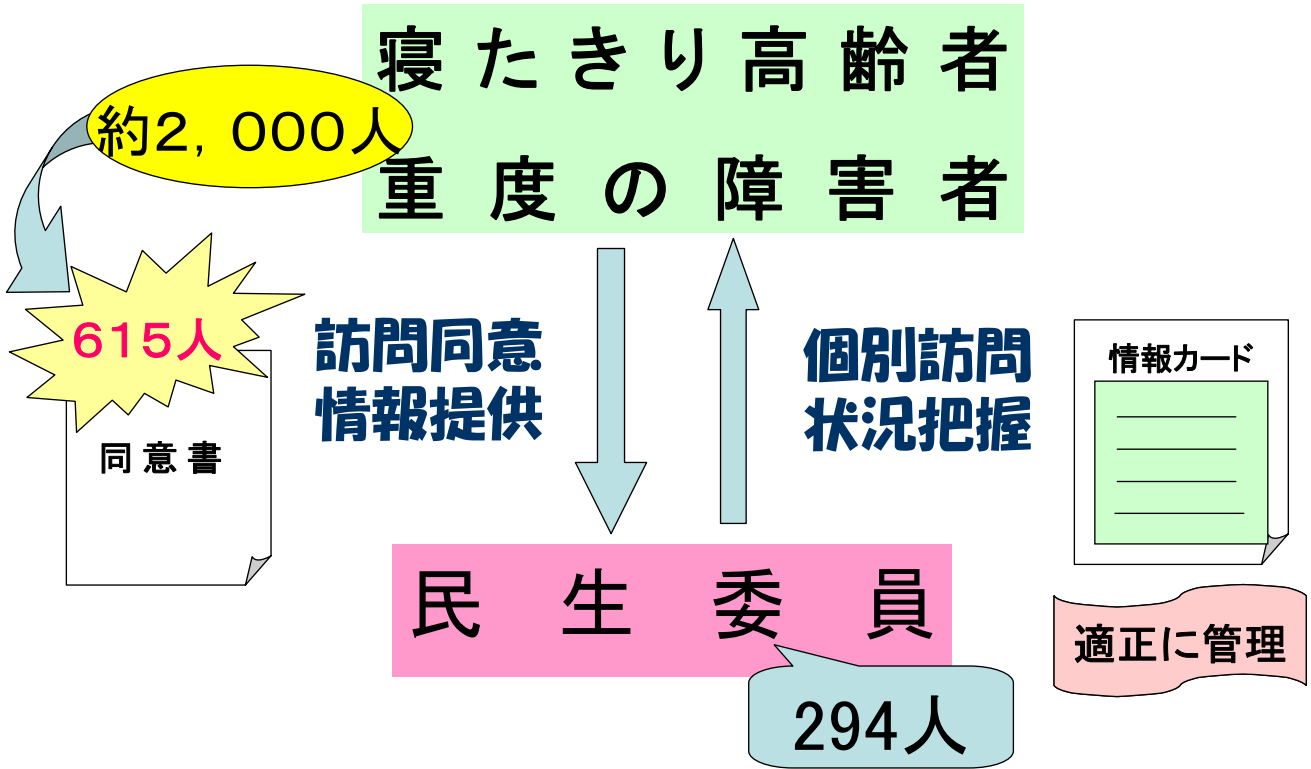 寝たきり高齢者
約２，０００人
重度の障害者
６１５人
同意書
訪問同意
情報提供
個別訪問
状況把握
情報カード
民生委員
適正に管理
294人